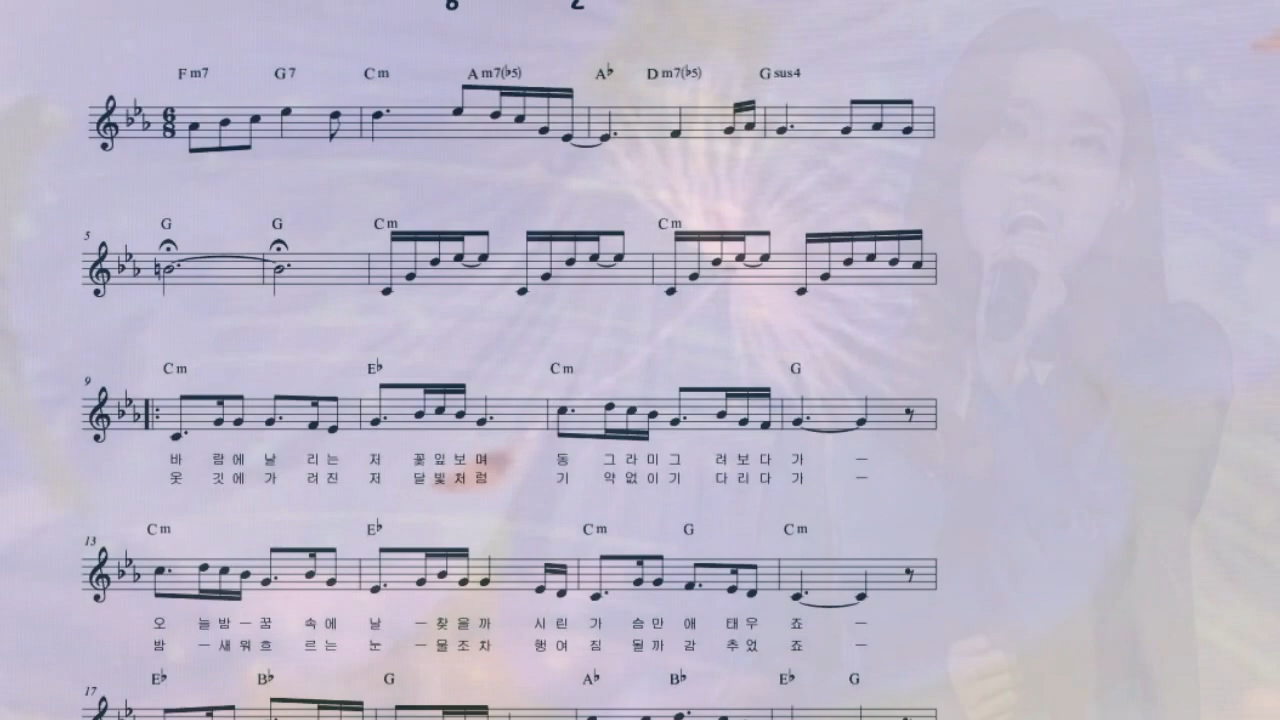 Fm7 G7 Cm Am7(♭5) A♭ Dm7(♭5) Gsus4
6
8
G G Cm Cm
5
Cm E♭ Cm G
9
바 람에 날 리는 저 꽃잎보며 동 그라미그 려보다 가 –
옷 깃에 가 려진 저 달빛처럼 기 약없이기 다리다 가 –
Cm E♭ Cm G Cm
13
오 늘밤–꿈 속에 날 –찾을까 시린 가 슴만 애 태우 죠 –
밤 –새워흐 르는 노 –물조차 행여 짐 될까 감 추었 죠 –
E♭ B♭ G A♭ B♭ E♭ G
17